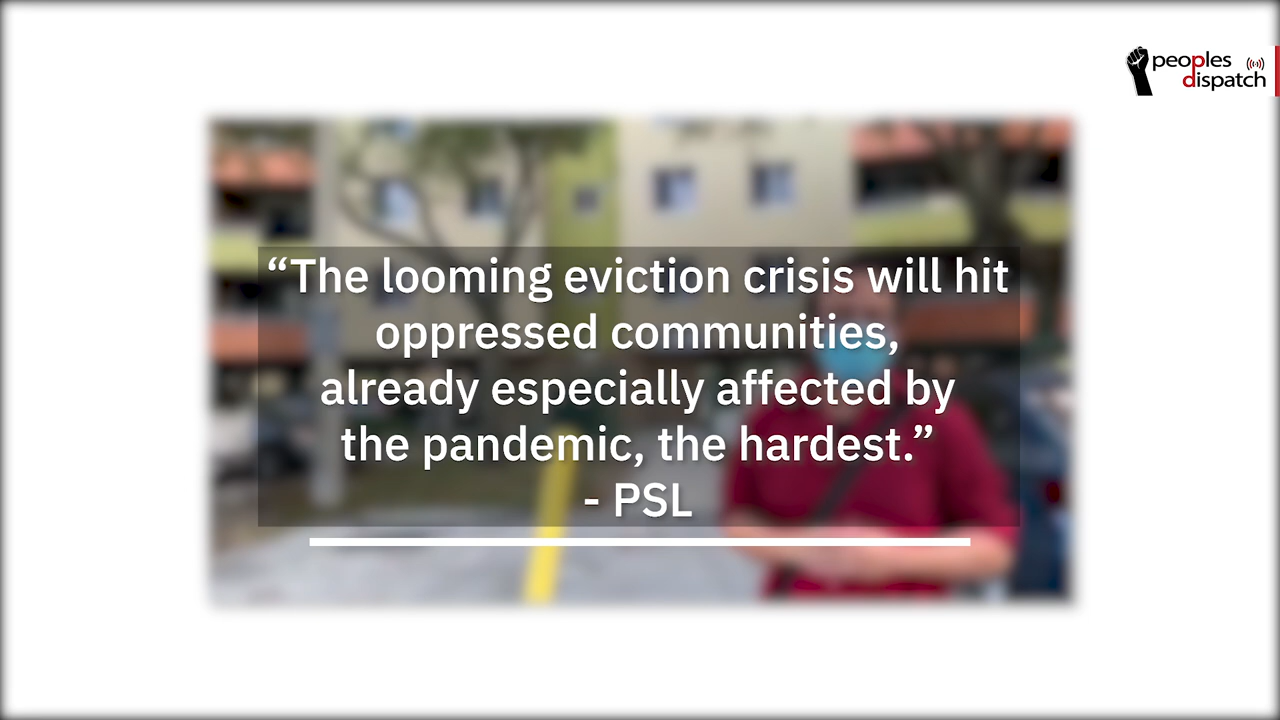 peoples
dispatch
“The looming eviction crisis will hit
oppressed communities,
already especially affected by
the pandemic, the hardest.”
- PSL